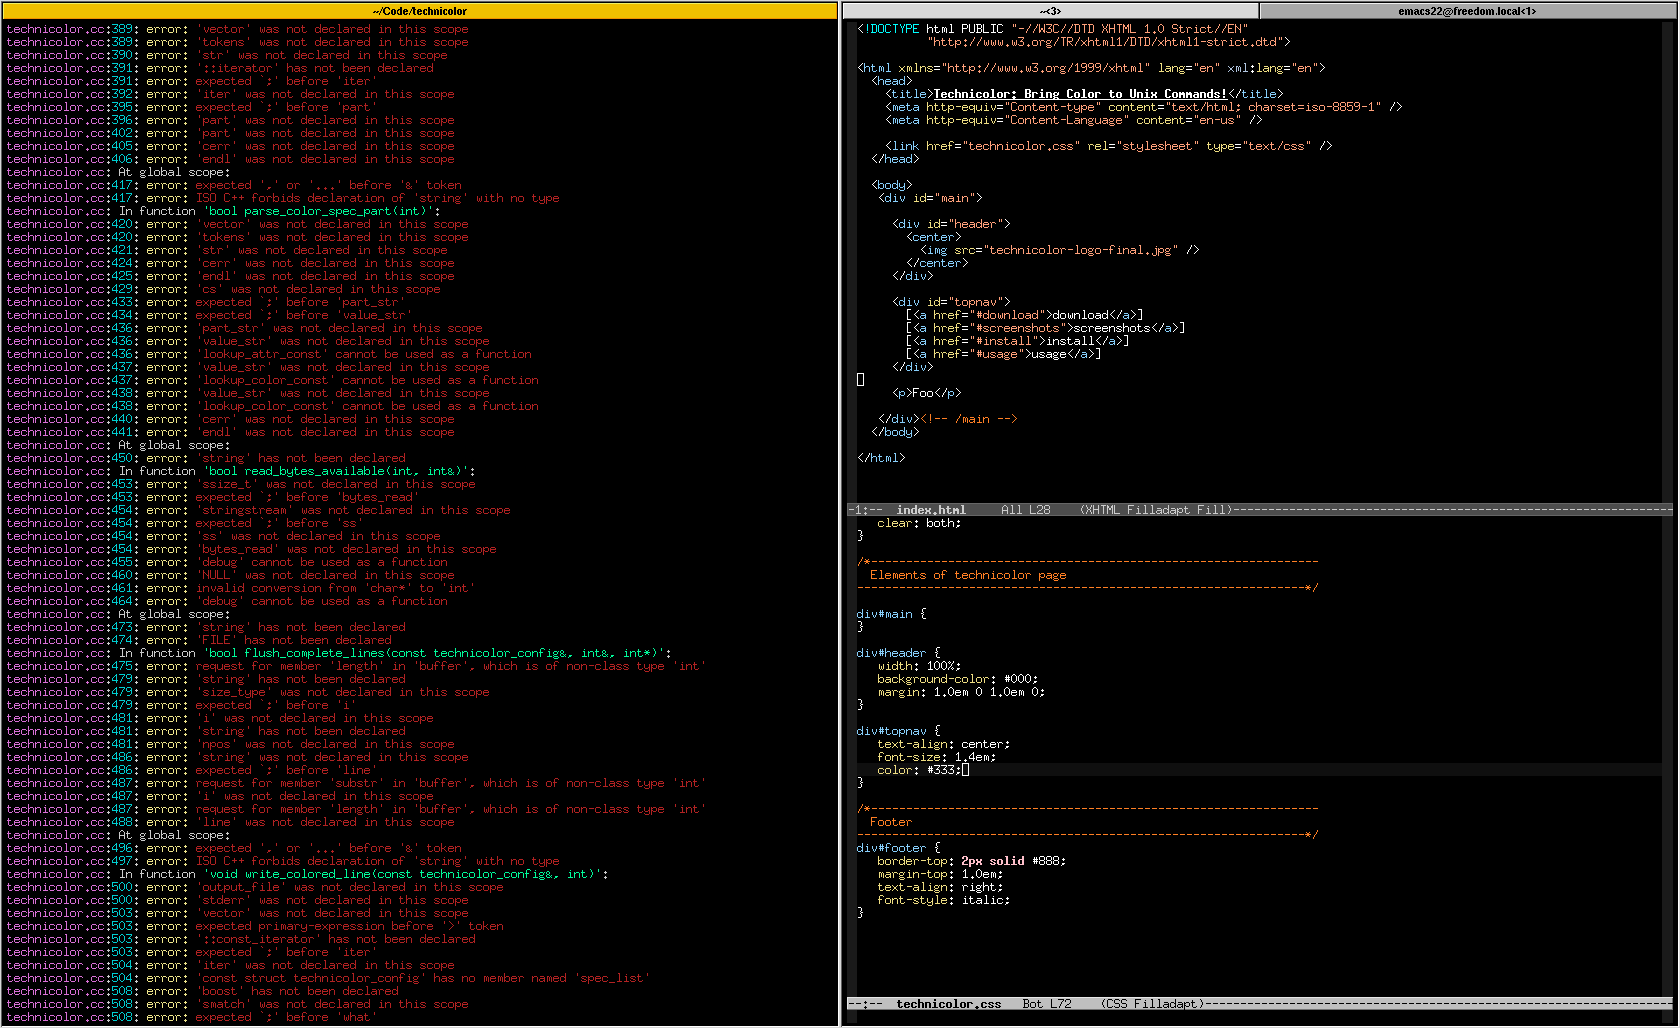 ~/Code/technicolor
technicolor.cc:389: error: 'vector' was not declared in this scope
technicolor.cc:389: error: 'tokens' was not declared in this scope
technicolor.cc:390: error: 'str' was not declared in this scope
technicolor.cc:391: error: '::iterator' has not been declared
technicolor.cc:391: error: expected `;' before 'iter'
technicolor.cc:392: error: 'iter' was not declared in this scope
technicolor.cc:395: error: expected `;' before 'part'
technicolor.cc:396: error: 'part' was not declared in this scope
technicolor.cc:402: error: 'part' was not declared in this scope
technicolor.cc:405: error: 'cerr' was not declared in this scope
technicolor.cc:406: error: 'endl' was not declared in this scope
technicolor.cc: At global scope:
technicolor.cc:417: error: expected ',' or '...' before '&' token
technicolor.cc:417: error: ISO C++ forbids declaration of 'string' with no type
technicolor.cc: In function 'bool parse_color_spec_part(int)':
technicolor.cc:420: error: 'vector' was not declared in this scope
technicolor.cc:420: error: 'tokens' was not declared in this scope
technicolor.cc:421: error: 'str' was not declared in this scope
technicolor.cc:424: error: 'cerr' was not declared in this scope
technicolor.cc:425: error: 'endl' was not declared in this scope
technicolor.cc:429: error: 'cs' was not declared in this scope
technicolor.cc:433: error: expected `;' before 'part_str'
technicolor.cc:434: error: expected `;' before 'value_str'
technicolor.cc:436: error: 'part_str' was not declared in this scope
technicolor.cc:436: error: 'value_str' was not declared in this scope
technicolor.cc:436: error: 'lookup_attr_const' cannot be used as a function
technicolor.cc:437: error: 'value_str' was not declared in this scope
technicolor.cc:437: error: 'lookup_color_const' cannot be used as a function
technicolor.cc:438: error: 'value_str' was not declared in this scope
technicolor.cc:438: error: 'lookup_color_const' cannot be used as a function
technicolor.cc:440: error: 'cerr' was not declared in this scope
technicolor.cc:441: error: 'endl' was not declared in this scope
technicolor.cc: At global scope:
technicolor.cc:450: error: 'string' has not been declared
technicolor.cc: In function 'bool read_bytes_available(int, int&)':
technicolor.cc:453: error: 'ssize_t' was not declared in this scope
technicolor.cc:453: error: expected `;' before 'bytes_read'
technicolor.cc:454: error: 'stringstream' was not declared in this scope
technicolor.cc:454: error: expected `;' before 'ss'
technicolor.cc:454: error: 'ss' was not declared in this scope
technicolor.cc:454: error: 'bytes_read' was not declared in this scope
technicolor.cc:455: error: 'debug' cannot be used as a function
technicolor.cc:460: error: 'NULL' was not declared in this scope
technicolor.cc:461: error: invalid conversion from 'char*' to 'int'
technicolor.cc:464: error: 'debug' cannot be used as a function
technicolor.cc: At global scope:
technicolor.cc:473: error: 'string' has not been declared
technicolor.cc:474: error: 'FILE' has not been declared
technicolor.cc: In function 'bool flush_complete_lines(const technicolor_config&, int&, int*)':
technicolor.cc:475: error: request for member 'length' in 'buffer', which is of non-class type 'int'
technicolor.cc:479: error: 'string' has not been declared
technicolor.cc:479: error: 'size_type' was not declared in this scope
technicolor.cc:479: error: expected `;' before 'i'
technicolor.cc:481: error: 'i' was not declared in this scope
technicolor.cc:481: error: 'string' has not been declared
technicolor.cc:481: error: 'npos' was not declared in this scope
technicolor.cc:486: error: 'string' was not declared in this scope
technicolor.cc:486: error: expected `;' before 'line'
technicolor.cc:487: error: request for member 'substr' in 'buffer', which is of non-class type 'int'
technicolor.cc:487: error: 'i' was not declared in this scope
technicolor.cc:487: error: request for member 'length' in 'buffer', which is of non-class type 'int'
technicolor.cc:488: error: 'line' was not declared in this scope
technicolor.cc: At global scope:
technicolor.cc:496: error: expected ',' or '...' before '&' token
technicolor.cc:497: error: ISO C++ forbids declaration of 'string' with no type
technicolor.cc: In function 'void write_colored_line(const technicolor_config&, int)':
technicolor.cc:500: error: 'output_file' was not declared in this scope
technicolor.cc:500: error: 'stderr' was not declared in this scope
technicolor.cc:503: error: 'vector' was not declared in this scope
technicolor.cc:503: error: expected primary-expression before '>' token
technicolor.cc:503: error: '::const_iterator' has not been declared
technicolor.cc:503: error: expected `;' before 'iter'
technicolor.cc:504: error: 'iter' was not declared in this scope
technicolor.cc:504: error: 'const struct technicolor_config' has no member named 'spec_list'
technicolor.cc:508: error: 'boost' has not been declared
technicolor.cc:508: error: 'smatch' was not declared in this scope
technicolor.cc:508: error: expected `;' before 'what'
~<3>
emacs22@freedom.local<1>
<!DOCTYPE html PUBLIC "-//W3C//DTD XHTML 1.0 Strict//EN"
"http://www.w3.org/TR/xhtml1/DTD/xhtml1-strict.dtd">
<html xmlns="http://www.w3.org/1999/xhtml" lang="en" xml:lang="en">
<head>
<title>Technicolor: Bring Color to Unix Commands!</title>
<meta http-equiv="Content-type" content="text/html; charset=iso-8859-1" />
<meta http-equiv="Content-Language" content="en-us" />
<link href="technicolor.css" rel="stylesheet" type="text/css" />
</head>
<body>
<div id="main">
<div id="header">
<center>
<img src="technicolor-logo-final.jpg" />
</center>
</div>
<div id="topnav">
[<a href="#download">download</a>]
[<a href="#screenshots">screenshots</a>]
[<a href="#install">install</a>]
[<a href="#usage">usage</a>]
</div>
<p>Foo</p>
</div><!-- /main -->
</body>
</html>
-1:-- index.html All L28 (XHTML Filladapt Fill)---------------------------------------------------------------
clear: both;
}
/*--------------------------------------------------------------
Elements of technicolor page
----------------------------------------------------------------*/
div#main {
}
div#header {
width: 100%;
background-color: #000;
margin: 1.0em 0 1.0em 0;
}
div#topnav {
text-align: center;
font-size: 1.4em;
color: #333;
}
/*--------------------------------------------------------------
Footer
----------------------------------------------------------------*/
div#footer {
border-top: 2px solid #888;
margin-top: 1.0em;
text-align: right;
font-style: italic;
}
--:-- technicolor.css Bot L72 (CSS Filladapt)-------------------------------------------------------------------